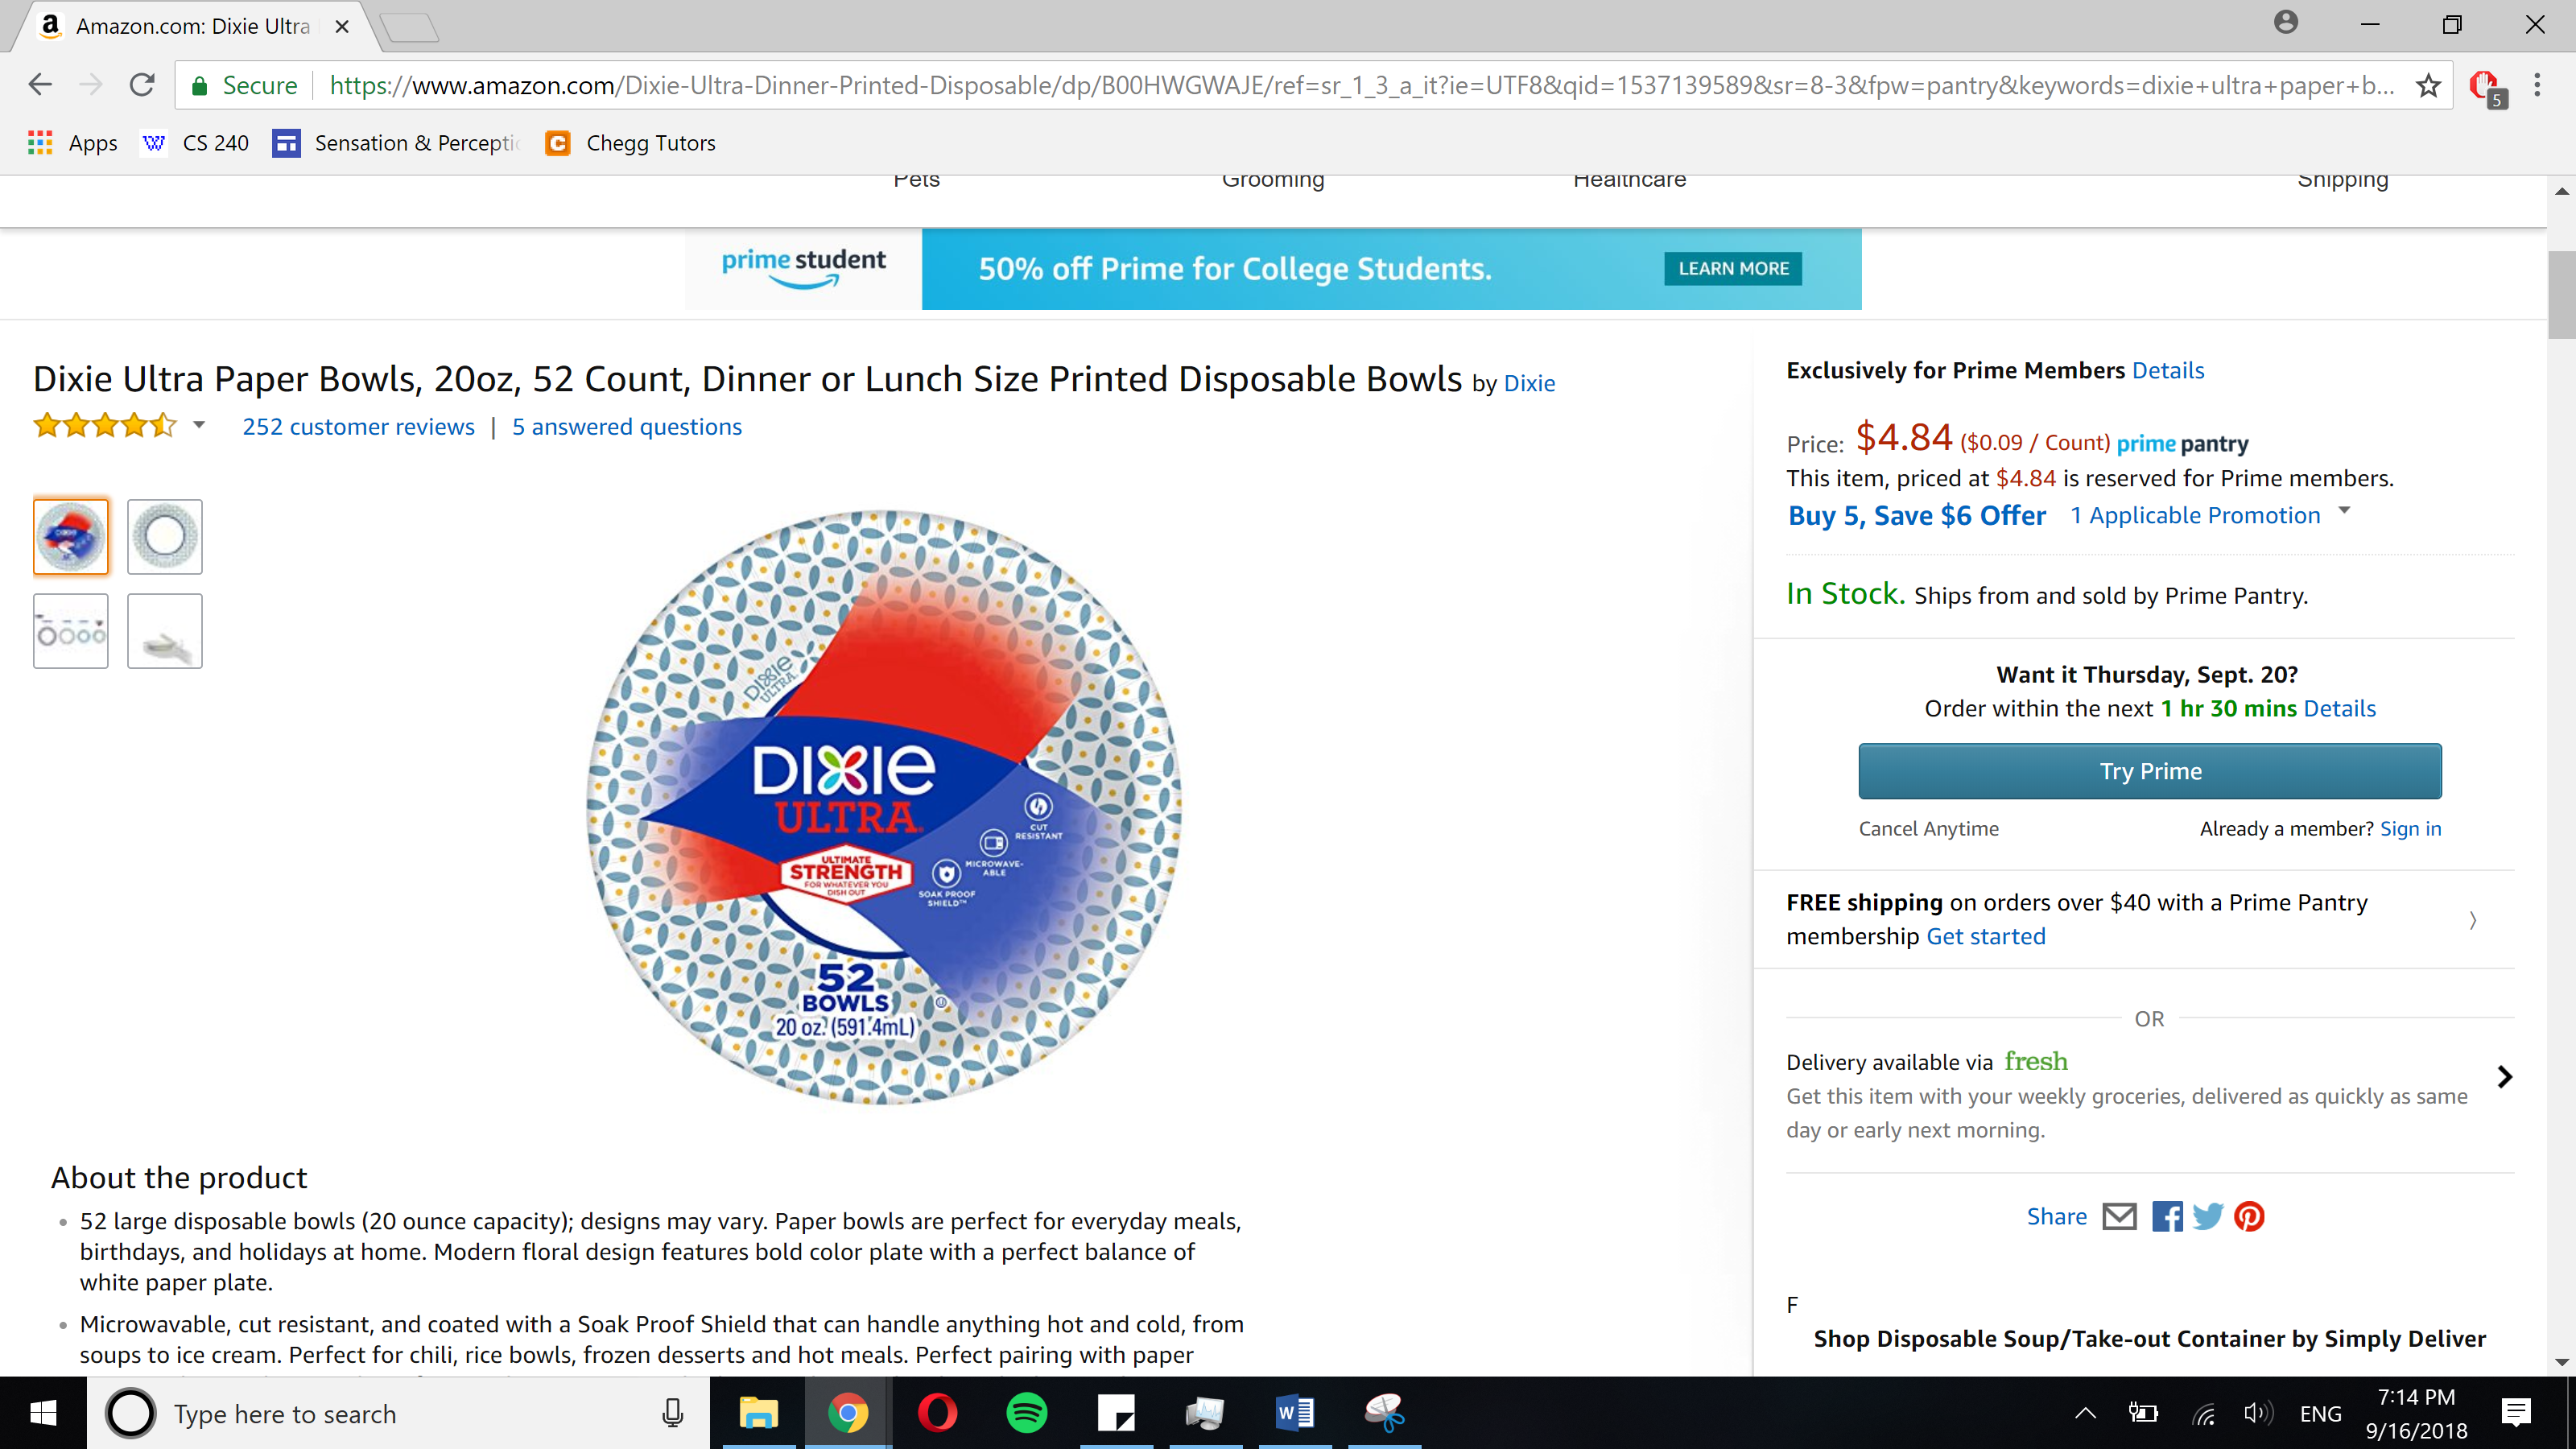 Amazon.com: Dixie Ultra
Secure https://www.amazon.com/Dixie-Ultra-Dinner-Printed-Disposable/dp/B00HWGWAJE/ref=sr_1_3_a_it?ie=UTF8&qid=1537139589&sr=8-3&fpw=pantry&keywords=dixie+ultra+paper+b...
5
Apps CS 240 Sensation & Percepti Chegg Tutors
Pets Grooming Healthcare Shipping
prime student 50% off Prime for College Students. LEARN MORE
Dixie Ultra Paper Bowls, 20oz, 52 Count, Dinner or Lunch Size Printed Disposable Bowls by Dixie
252 customer reviews | 5 answered questions
DIXIE
ULTRA
DIXIE
ULTRA
CUT
RESISTANT
MICROWAVE-
ABLE
SOAK PROOF
SHIELD™
ULTIMATE
STRENGTH
FOR WHATEVER YOU
DISH OUT
52
BOWLS
20 oz. (591.4mL)
About the product
52 large disposable bowls (20 ounce capacity); designs may vary. Paper bowls are perfect for everyday meals,
birthdays, and holidays at home. Modern floral design features bold color plate with a perfect balance of
white paper plate.
Microwavable, cut resistant, and coated with a Soak Proof Shield that can handle anything hot and cold, from
soups to ice cream. Perfect for chili, rice bowls, frozen desserts and hot meals. Perfect pairing with paper
Exclusively for Prime Members Details
Price: $4.84 ($0.09 / Count) prime pantry
This item, priced at $4.84 is reserved for Prime members.
Buy 5, Save $6 Offer 1 Applicable Promotion
In Stock. Ships from and sold by Prime Pantry.
Want it Thursday, Sept. 20?
Order within the next 1 hr 30 mins Details
Try Prime
Cancel Anytime Already a member? Sign in
FREE shipping on orders over $40 with a Prime Pantry
membership Get started
OR
Delivery available via fresh
Get this item with your weekly groceries, delivered as quickly as same
day or early next morning.
Share
F
Shop Disposable Soup/Take-out Container by Simply Deliver
Type here to search
ENG
7:14 PM
9/16/2018